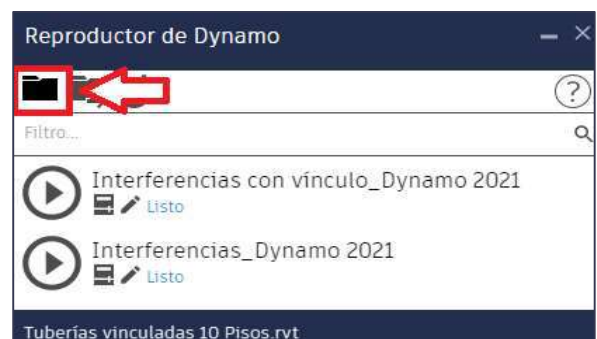 Reproductor de Dynamo
?
Filtro...
Interferencias con vínculo_Dynamo 2021
Listo
Interferencias_Dynamo 2021
Listo
Tuberías vinculadas 10 Pisos.rvt